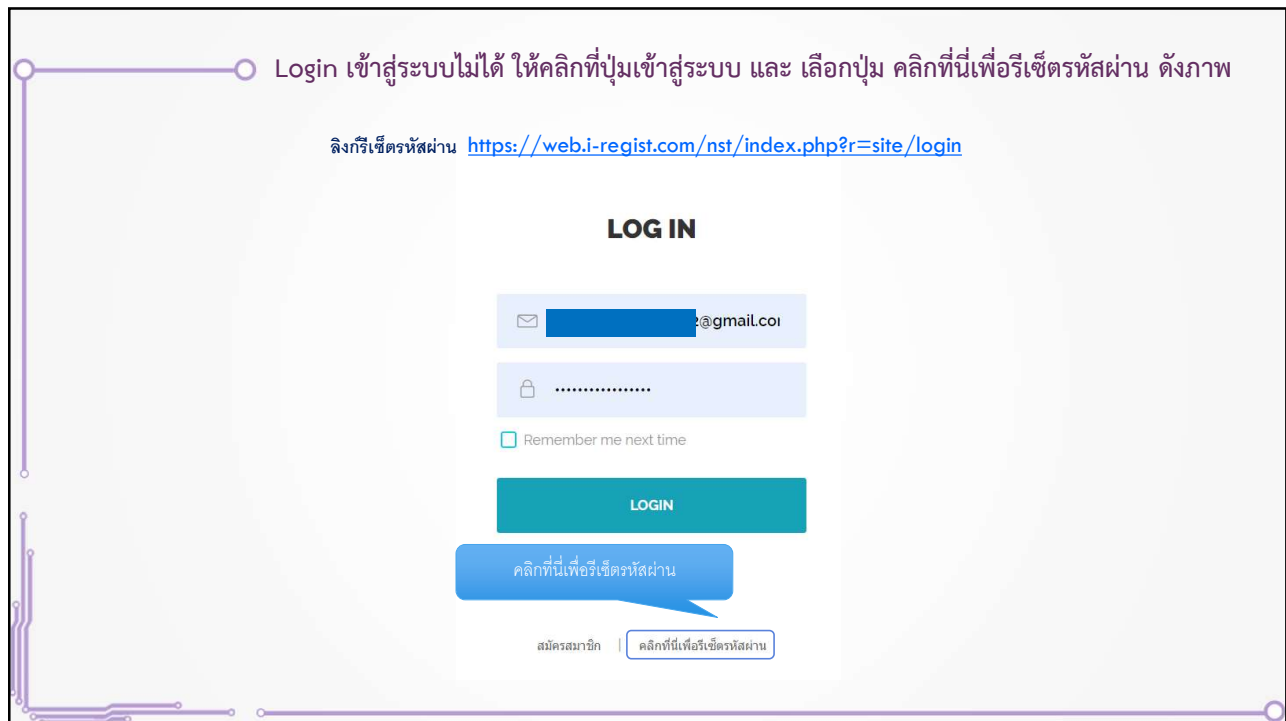 Login เข้าสู่ระบบไม่ได้ ให้คลิกที่ปุ่มเข้าสู่ระบบ และ เลือกปุ่ม คลิกที่นี่เพื่อรีเซ็ตรหัสผ่าน ดังภาพ
ลิงก์รีเซ็ตรหัสผ่าน https://web.i-regist.com/nst/index.php?r=site/login
LOG IN
@gmail.co
Remember me next time
LOGIN
คลิกที่นี่เพื่อรีเซ็ตรหัสผ่าน
สมัครสมาชิก | คลิกที่นี่เพื่อรีเซ็ตรหัสผ่าน